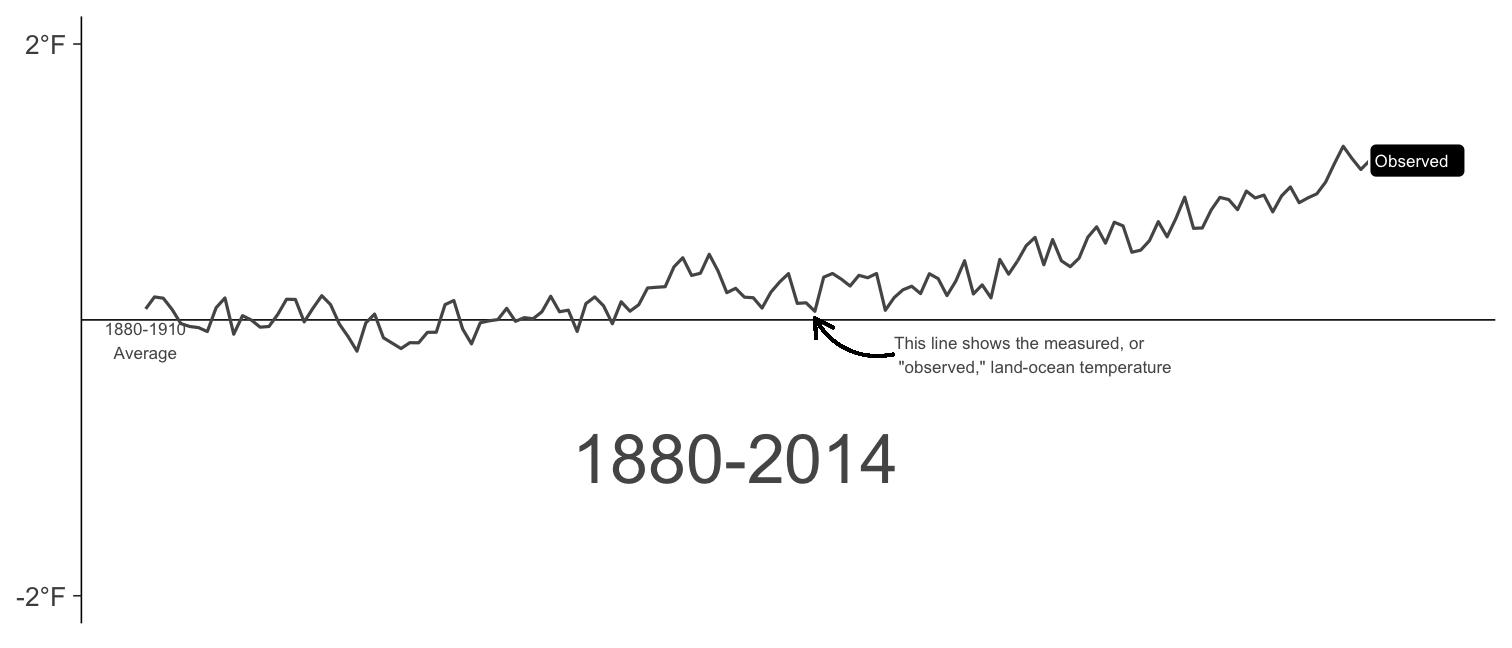 2°F
Observed
1880-1910
Average
This line shows the measured, or
"observed," land-ocean temperature
1880-2014
-2°F